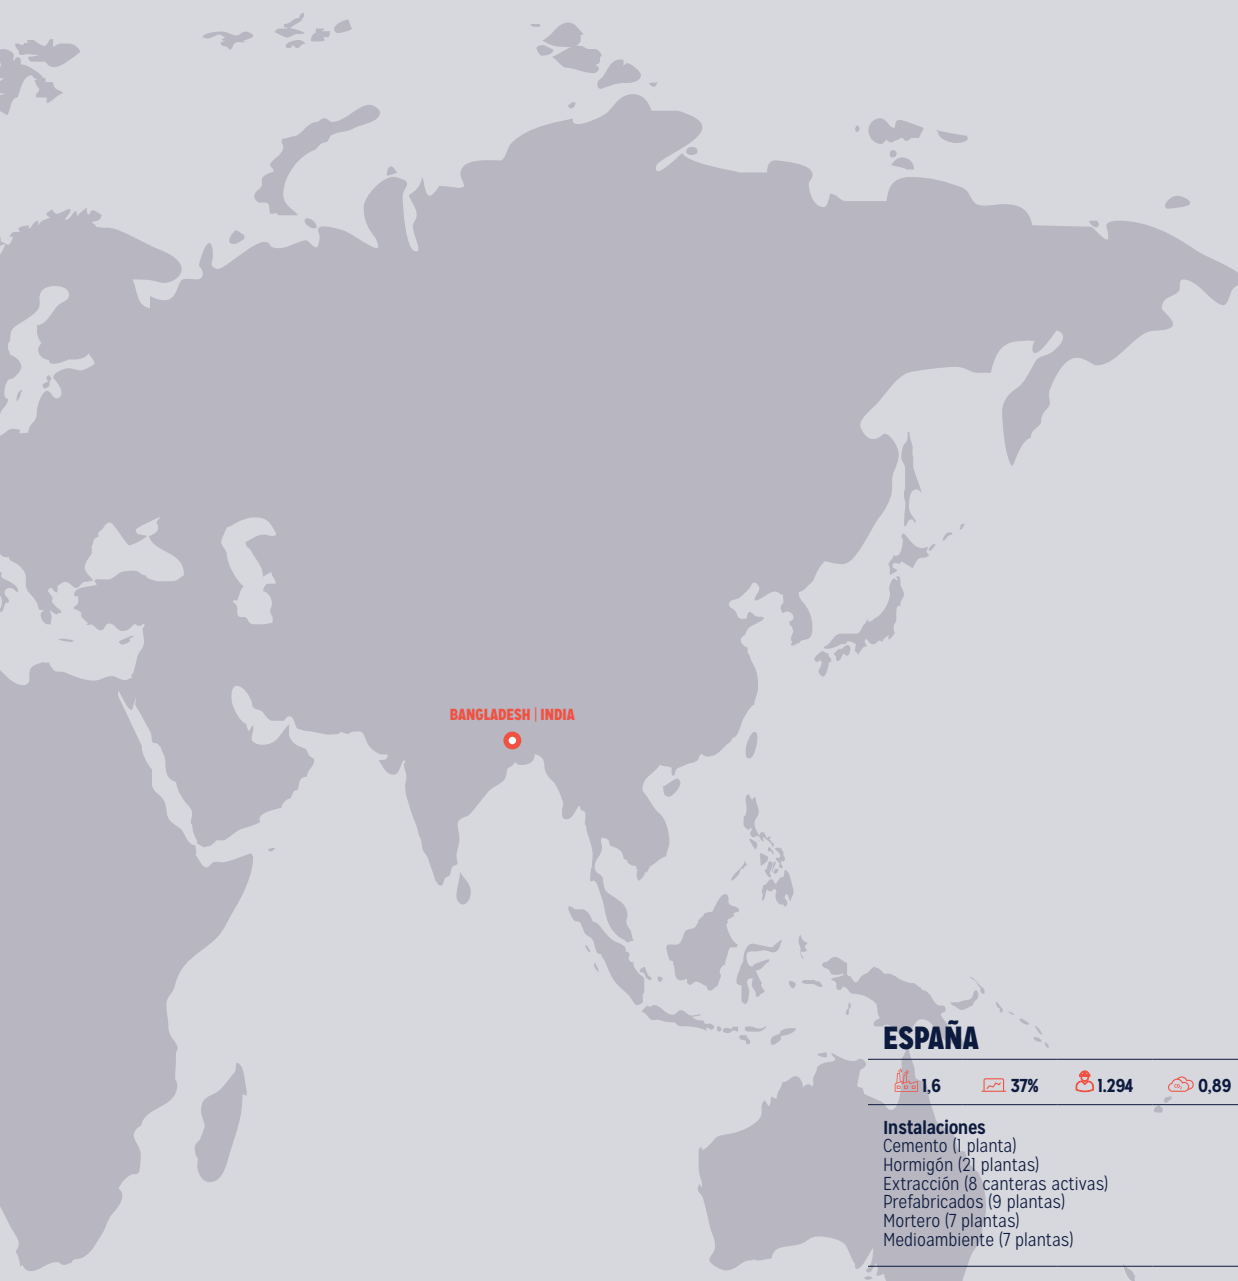 BANGLADESH | INDIA
ESPAÑA
1,6 37% 1.294 0,89
Instalaciones
Cemento (1 planta)
Hormigón (21 plantas)
Extracción (8 canteras activas)
Prefabricados (9 plantas)
Mortero (7 plantas)
Medioambiente (7 plantas)